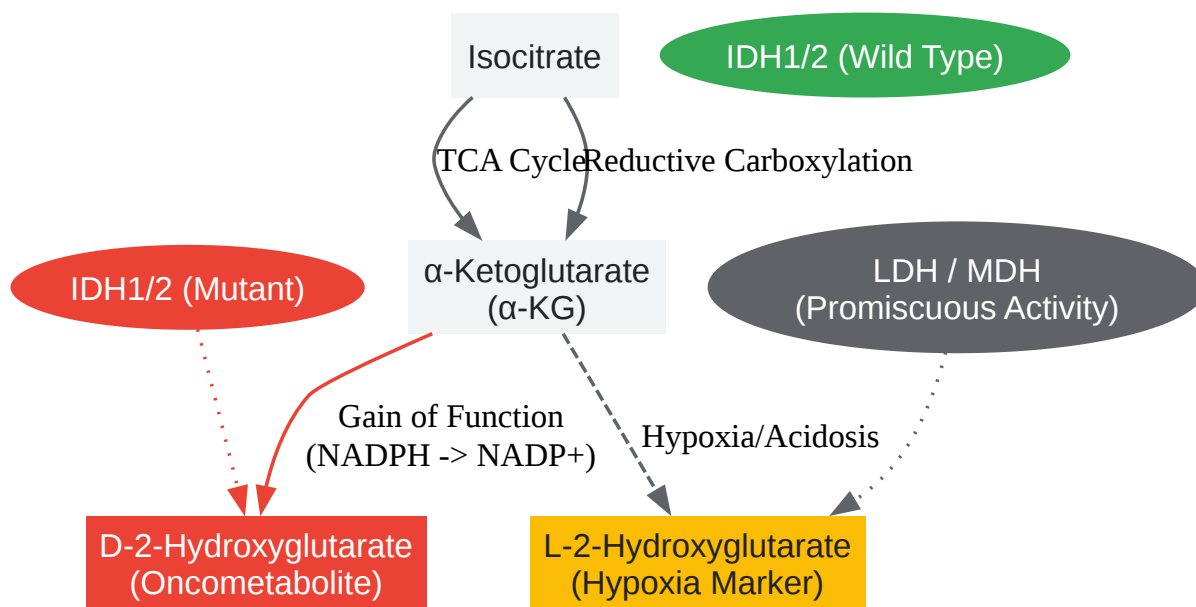 Isocitrate
IDH1/2 (Wild Type)
TCA Cycle
Reductive Carboxylation
IDH1/2 (Mutant)
α-Ketoglutarate
(α-KG)
LDH / MDH
(Promiscuous Activity)
Gain of Function
(NADPH -> NADP+)
Hypoxia/Acidosis
D-2-Hydroxyglutarate
(Oncometabolite)
L-2-Hydroxyglutarate
(Hypoxia Marker)